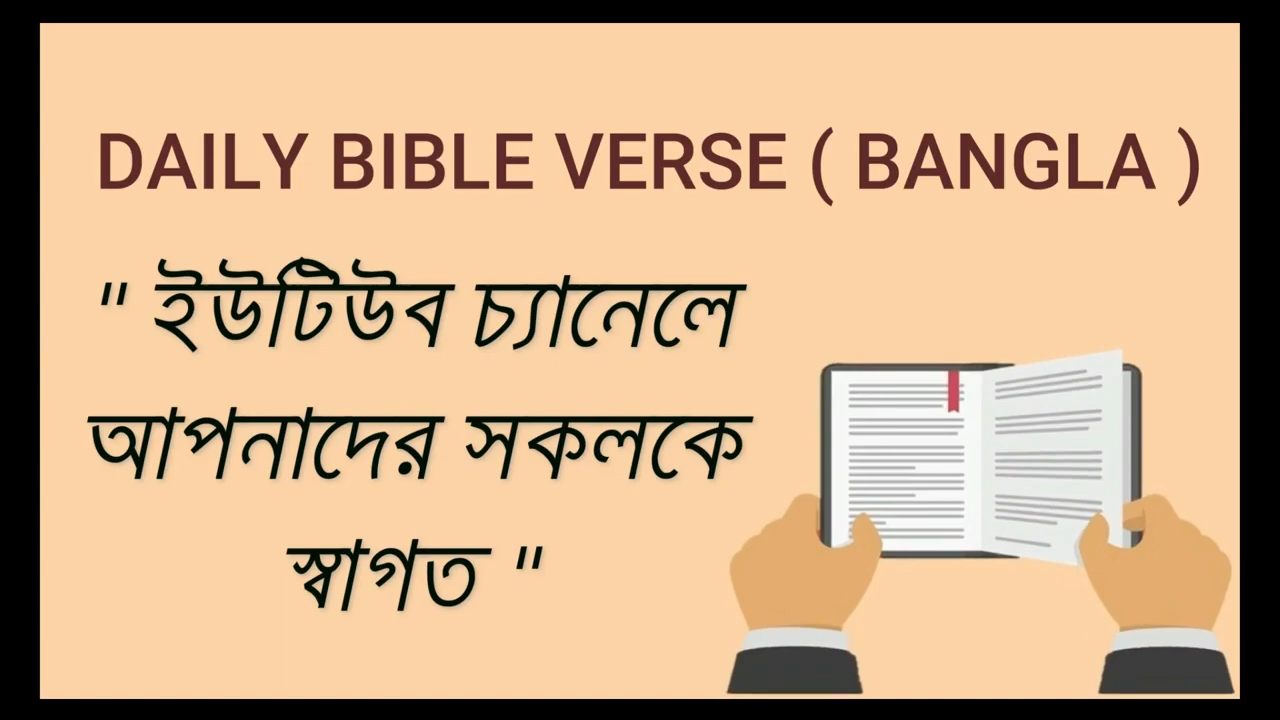 DAILY BIBLE VERSE ( BANGLA )
" ইউটিউব চ্যানেলে
আপনাদের সকলকে
স্বাগত "